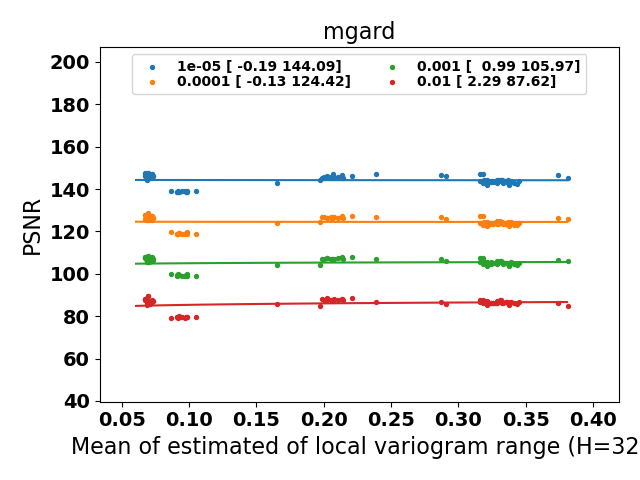 mgard
1e-05 [ -0.19 144.09]
0.0001 [ -0.13 124.42]
0.001 [  0.99 105.97]
0.01 [ 2.29 87.62]
PSNR
200
180
160
140
120
100
80
60
40
0.05 0.10 0.15 0.20 0.25 0.30 0.35 0.40
Mean of estimated of local variogram range (H=32